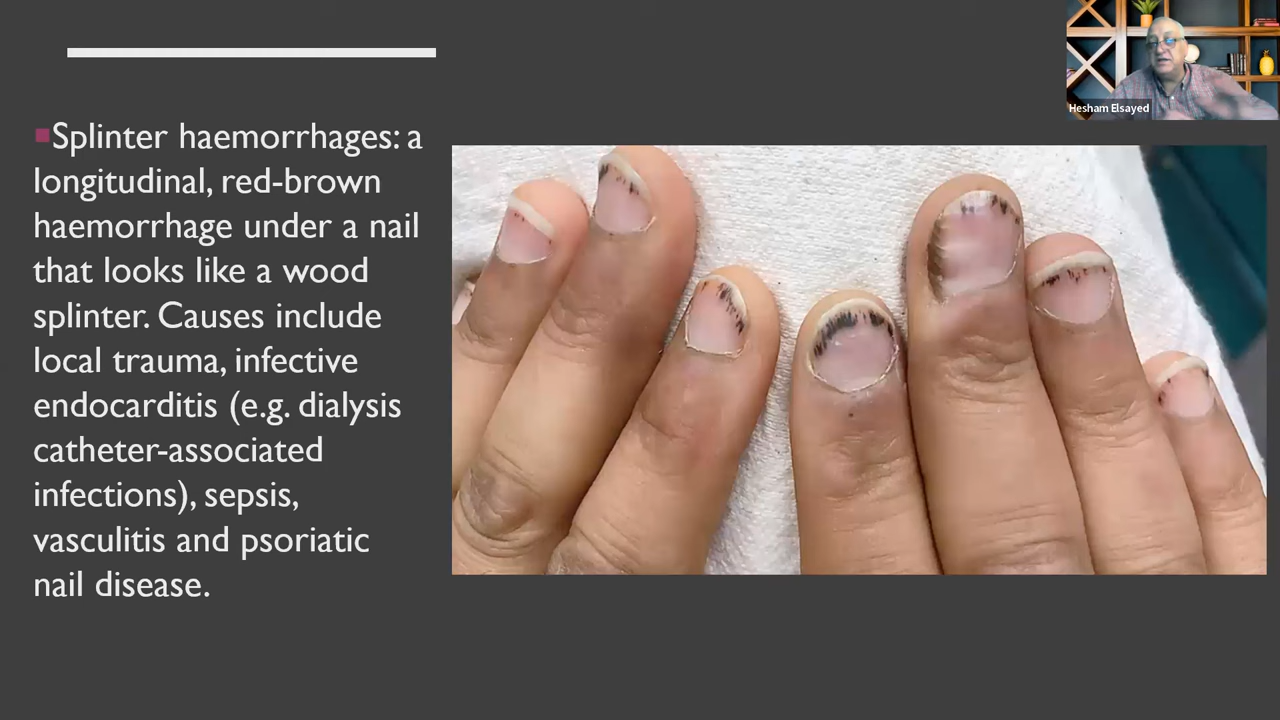 Hesham Elsayed
Splinter haemorrhages: a
longitudinal, red-brown
haemorrhage under a nail
that looks like a wood
splinter. Causes include
local trauma, infective
endocarditis (e.g. dialysis
catheter-associated
infections), sepsis,
vasculitis and psoriatic
nail disease.